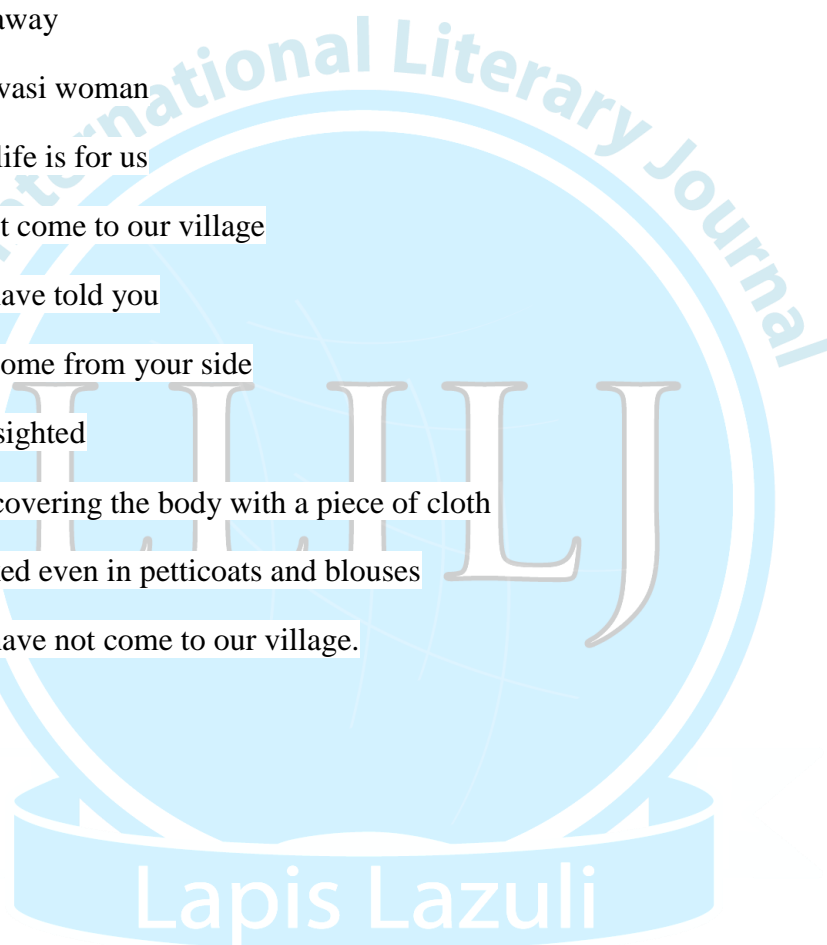 away
vasi woman
life is for us
t come to our village
ave told you
ome from your side
sighted
covering the body with a piece of cloth
ed even in petticoats and blouses
ave not come to our village.
International Literary Journal
LLILJ
Lapis Lazuli